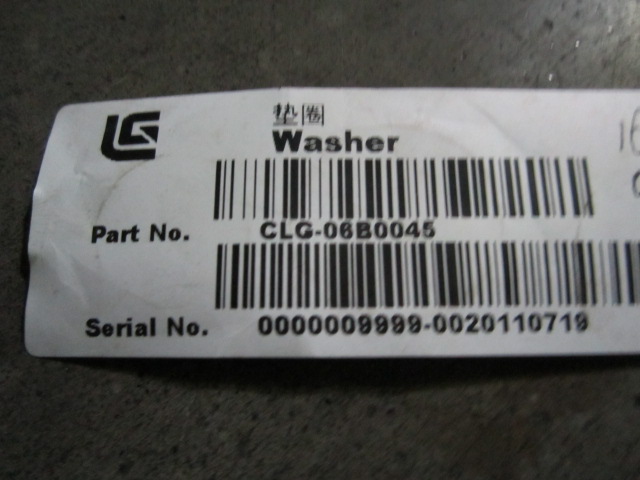 垫圈
Washer
Part No. CLG-06B0045
Serial No. 0000009999-0020110719